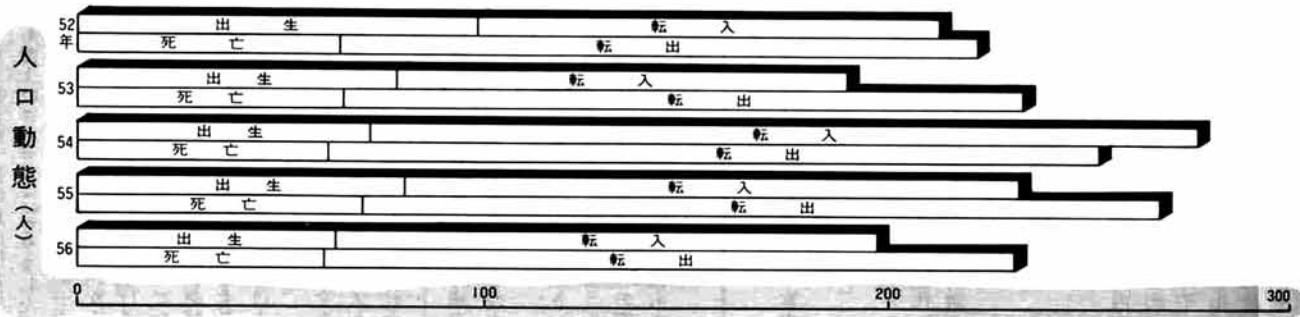 人口動態（人）
52年
出生 転入
死亡 転出
53
出生 転入
死亡 転出
54
出生 転入
死亡 転出
55
出生 転入
死亡 転出
56
出生 転入
死亡 転出
0 100 200 300